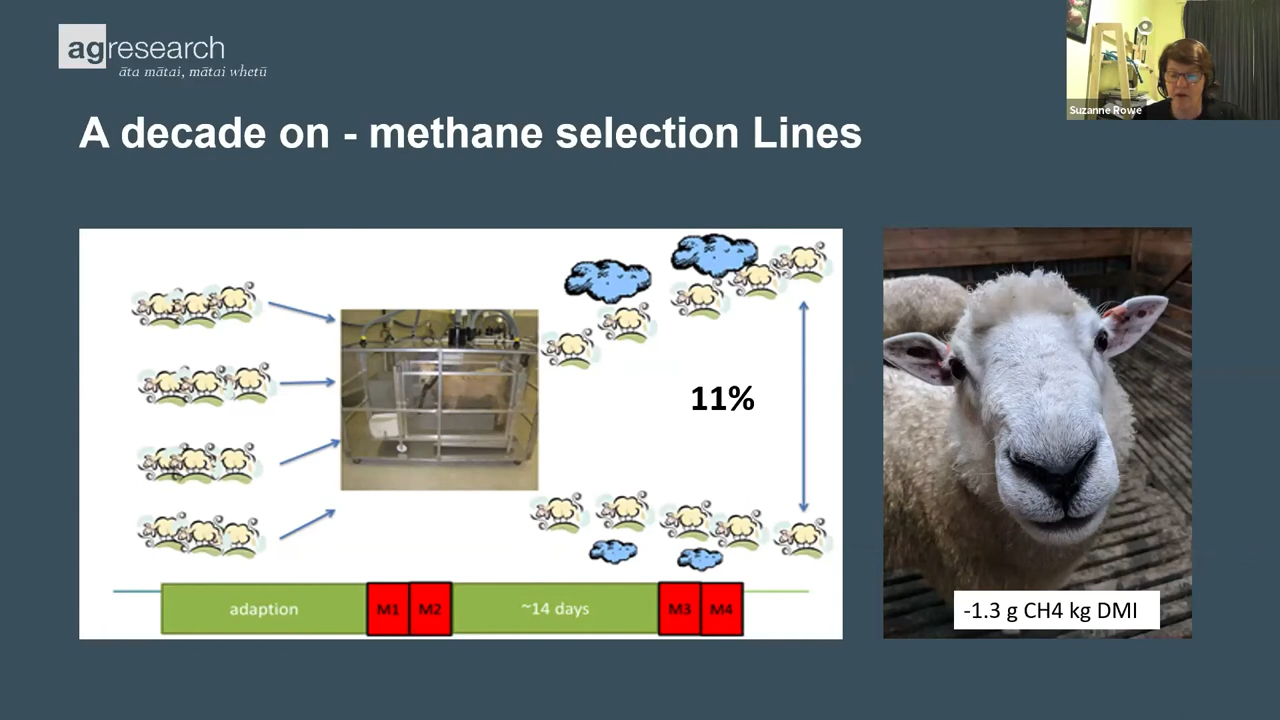 agresearch
āta mātai, mātai whetū
Suzanne Rowe
A decade on - methane selection Lines
11%
adaption
M1
M2
~14 days
M3
M4
-1.3 g CH4 kg DMI